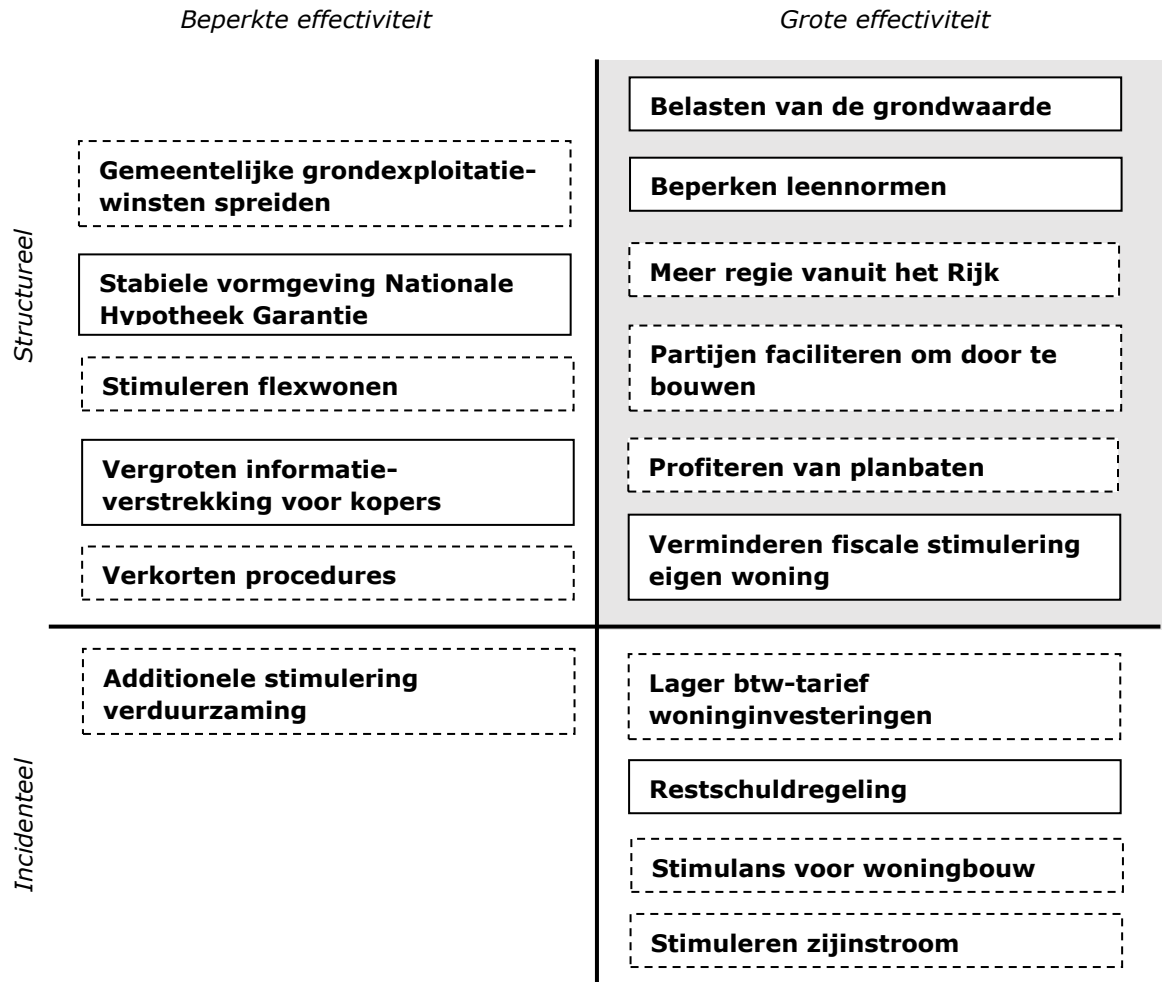 Beperkte effectiviteit
Grote effectiviteit
Structureel
Gemeentelijke grondexploitatie-
winsten spreiden
Stabiele vormgeving Nationale
Hypotheek Garantie
Stimuleren flexwonen
Vergroten informatie-
verstrekking voor kopers
Verkorten procedures
Belasten van de grondwaarde
Beperken leennormen
Meer regie vanuit het Rijk
Partijen faciliteren om door te
bouwen
Profiteren van planbaten
Verminderen fiscale stimulering
eigen woning
Incidenteel
Additionele stimulering
verduurzaming
Lager btw-tarief
woninginvesteringen
Restschuldregeling
Stimulans voor woningbouw
Stimuleren zijinstroom